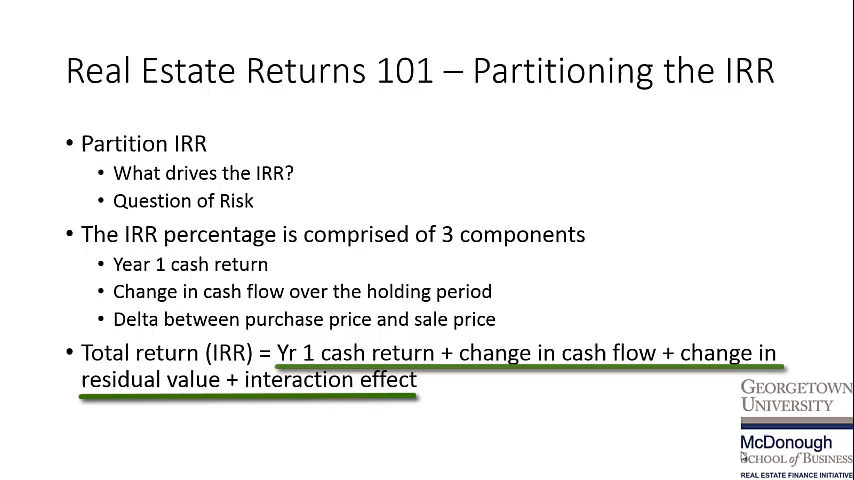 Real Estate Returns 101 – Partitioning the IRR
• Partition IRR
• What drives the IRR?
• Question of Risk
• The IRR percentage is comprised of 3 components
• Year 1 cash return
• Change in cash flow over the holding period
• Delta between purchase price and sale price
• Total return (IRR) = Yr 1 cash return + change in cash flow + change in
residual value + interaction effect
GEORGETOWN
UNIVERSITY
McDonough
SCHOOL of BUSINESS
REAL ESTATE FINANCE INITIATIVE